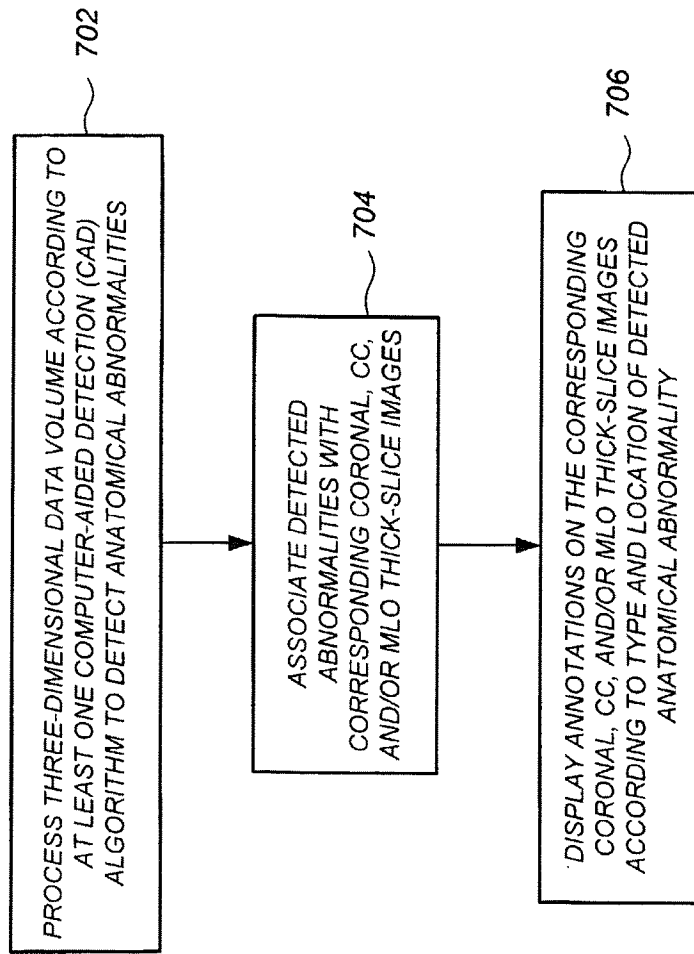 702
PROCESS THREE-DIMENSIONAL DATA VOLUME ACCORDING TO
AT LEAST ONE COMPUTER-AIDED DETECTION (CAD)
ALGORITHM TO DETECT ANATOMICAL ABNORMALITIES
704
ASSOCIATE DETECTED
ABNORMALITIES WITH
CORRESPONDING CORONAL, CC,
AND/OR MLO THICK-SLICE IMAGES
706
DISPLAY ANNOTATIONS ON THE CORRESPONDING
CORONAL, CC, AND/OR MLO THICK-SLICE IMAGES
ACCORDING TO TYPE AND LOCATION OF DETECTED
ANATOMICAL ABNORMALITY